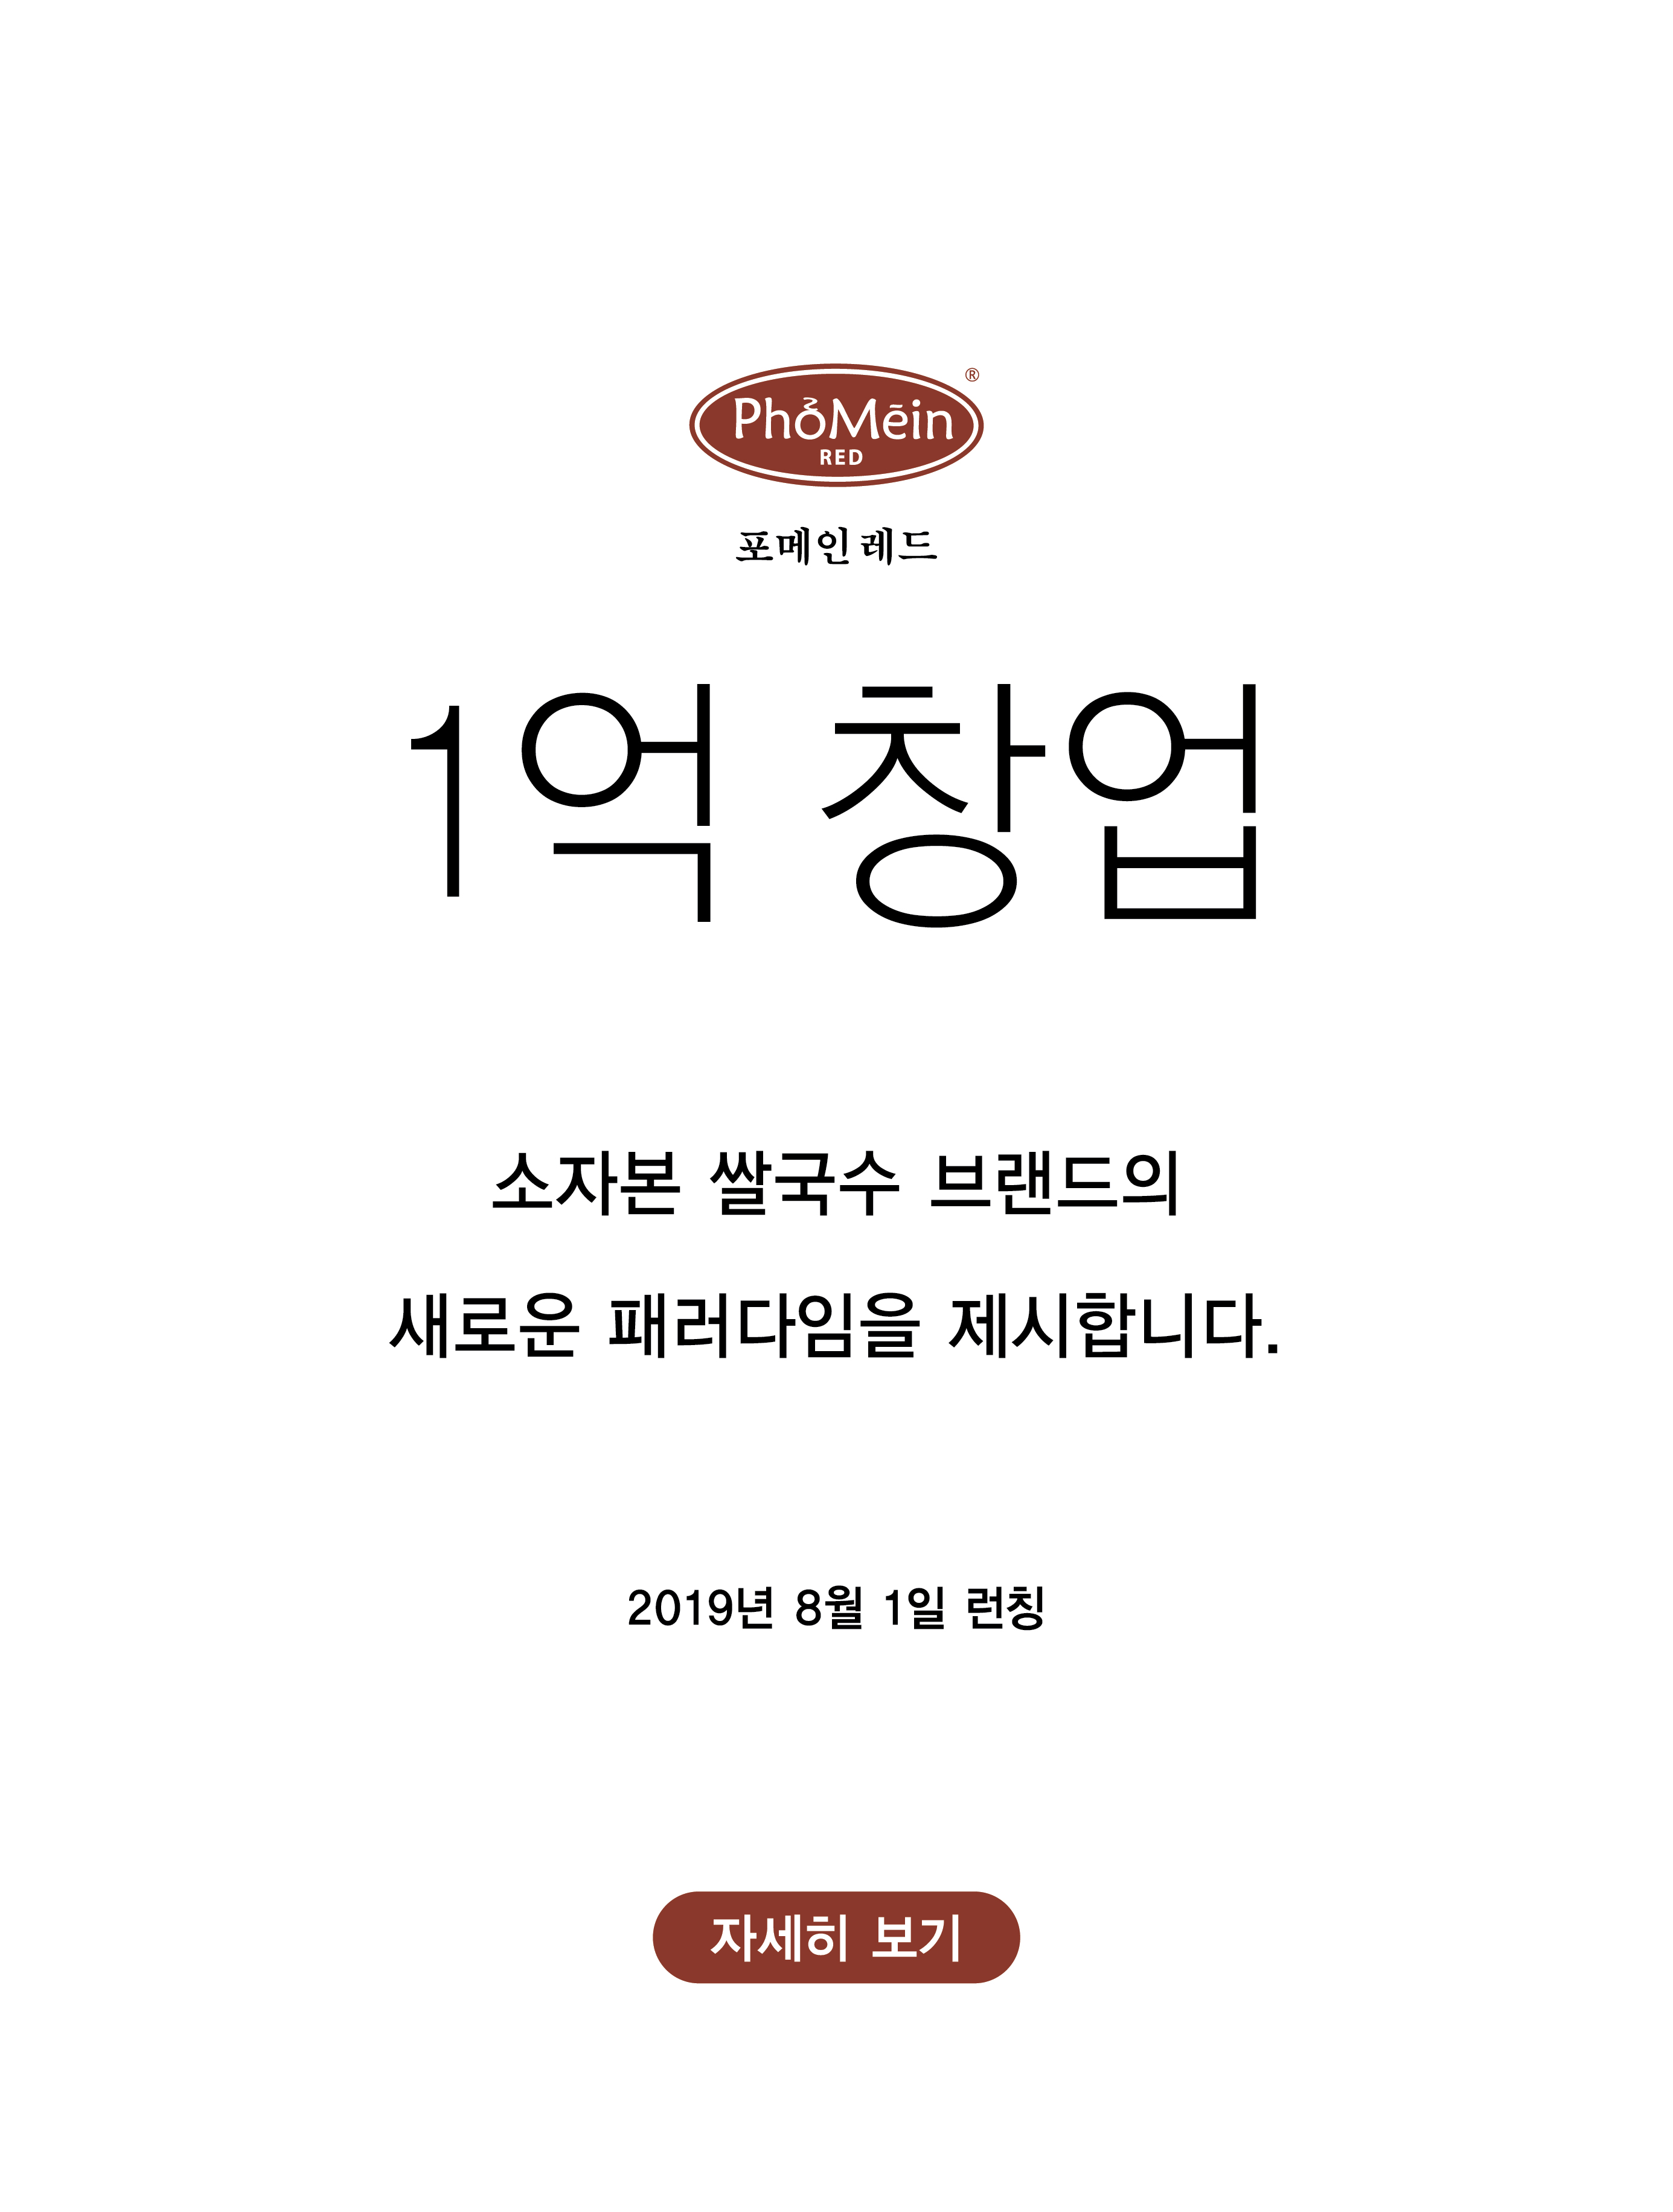 PhởMēin
RED
®
포메인레드
1억 창업
소자본 쌀국수 브랜드의
새로운 패러다임을 제시합니다.
2019년 8월 1일 런칭
자세히 보기